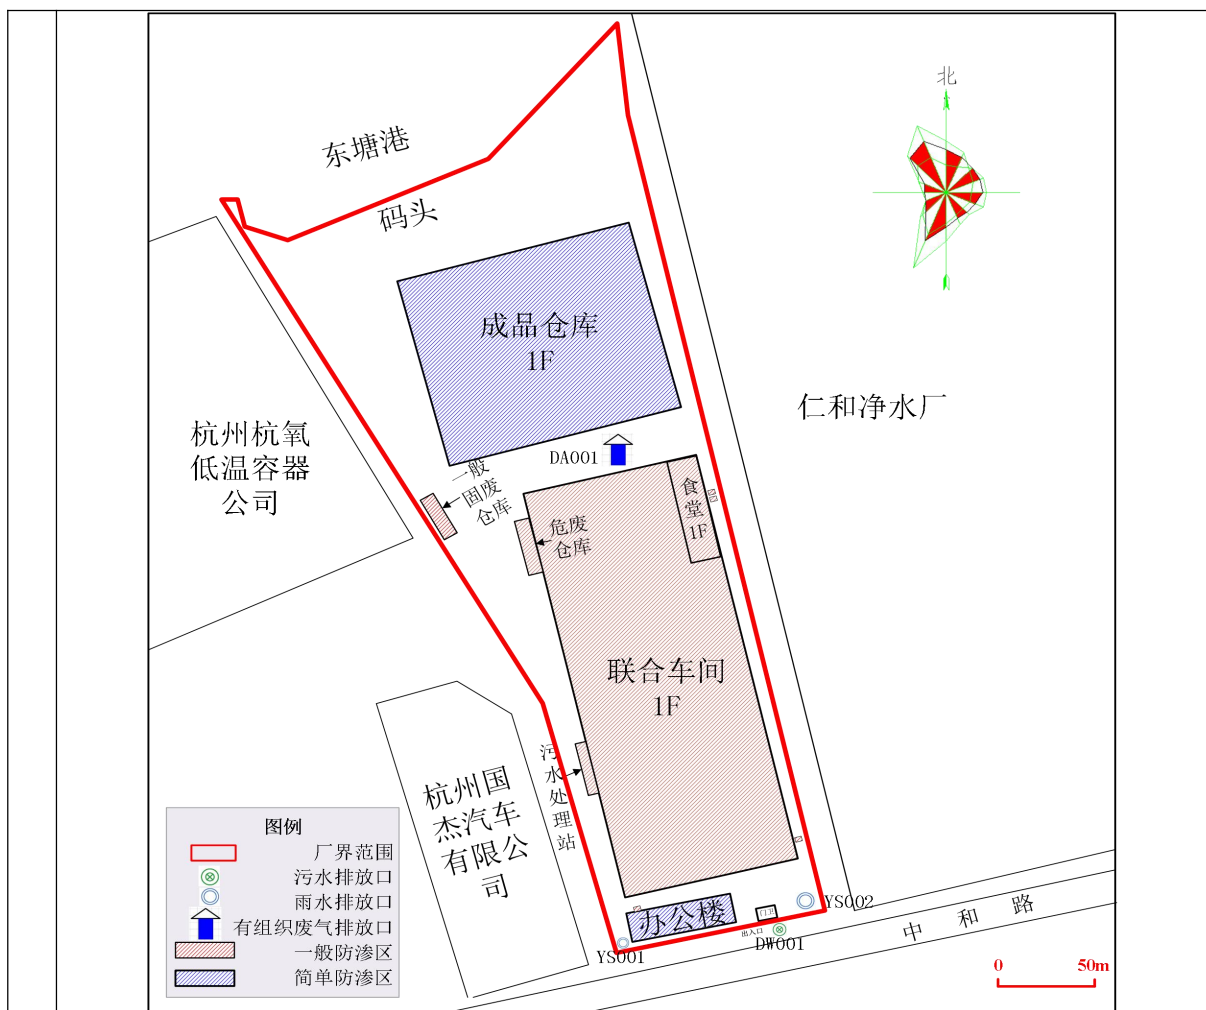 北
东塘港
码头
成品仓库
1F
仁和净水厂
杭州杭氧
低温容器
公司
DA001
一般
固废
仓库
食堂
1F
危废
仓库
联合车间
1F
污水处理站
杭州国
杰汽车
有限公
司
图例
厂界范围
污水排放口
雨水排放口
有组织废气排放口
一般防渗区
简单防渗区
办公楼
门卫
出入口
YS001
DW001
YS002
中和路
0
50m